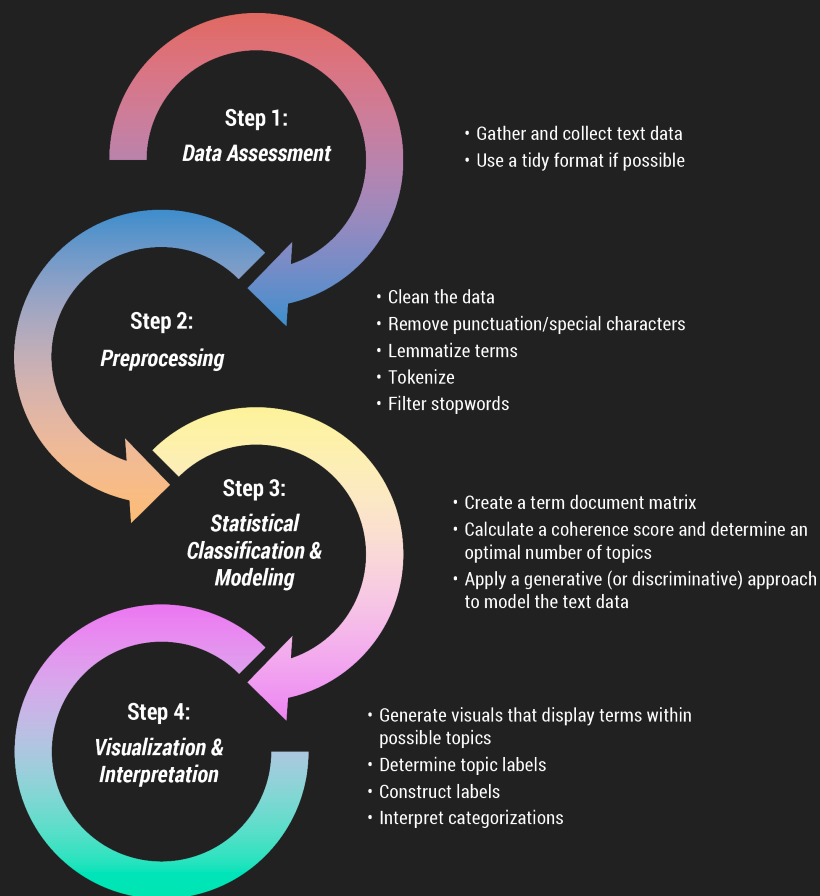 Step 1:
Data Assessment
• Gather and collect text data
• Use a tidy format if possible
Step 2:
Preprocessing
• Clean the data
• Remove punctuation/special characters
• Lemmatize terms
• Tokenize
• Filter stopwords
Step 3:
Statistical
Classification &
Modeling
• Create a term document matrix
• Calculate a coherence score and determine an
optimal number of topics
• Apply a generative (or discriminative) approach
to model the text data
Step 4:
Visualization &
Interpretation
• Generate visuals that display terms within
possible topics
• Determine topic labels
• Construct labels
• Interpret categorizations